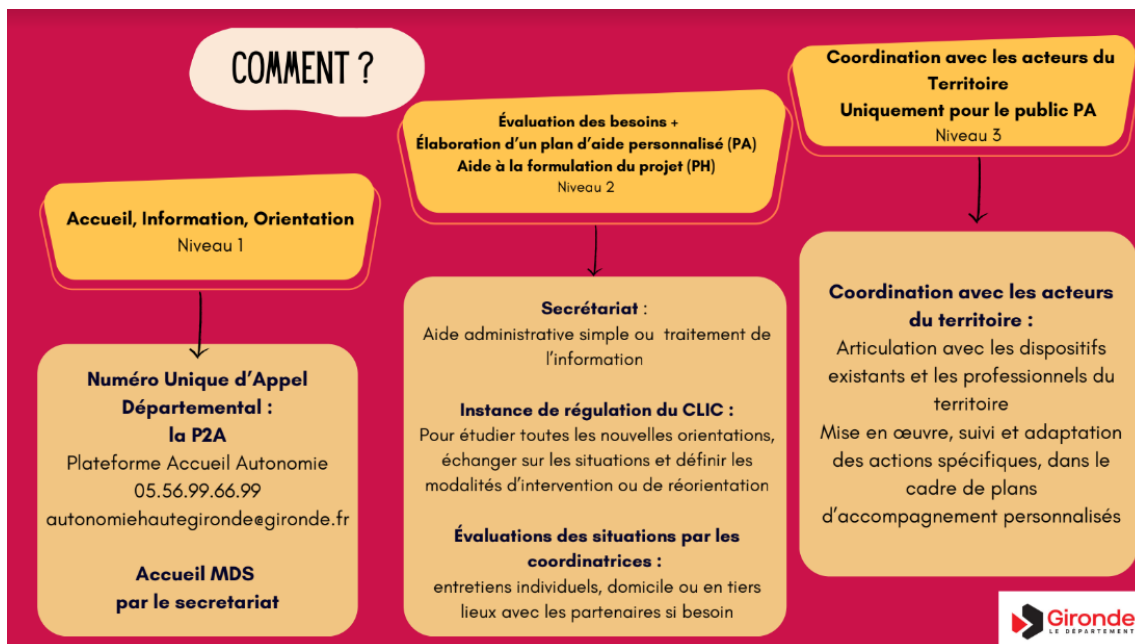 COMMENT ?
Accueil, Information, Orientation
Niveau 1
Numéro Unique d'Appel
Départemental :
la P2A
Plateforme Accueil Autonomie
05.56.99.66.99
autonomiehautegironde@gironde.fr
Accueil MDS
par le secretariat
Évaluation des besoins +
Élaboration d'un plan d'aide personnalisé (PA)
Aide à la formulation du projet (PH)
Niveau 2
Secrétariat :
Aide administrative simple ou traitement de
l'information
Instance de régulation du CLIC :
Pour étudier toutes les nouvelles orientations,
échanger sur les situations et définir les
modalités d'intervention ou de réorientation
Évaluations des situations par les
coordinatrices :
entretiens individuels, domicile ou en tiers
lieux avec les partenaires si besoin
Coordination avec les acteurs du
Territoire
Uniquement pour le public PA
Niveau 3
Coordination avec les acteurs
du territoire :
Articulation avec les dispositifs
existants et les professionnels du
territoire
Mise en œuvre, suivi et adaptation
des actions spécifiques, dans le
cadre de plans
d'accompagnement personnalisés
Gironde
LE DÉPARTEMENT